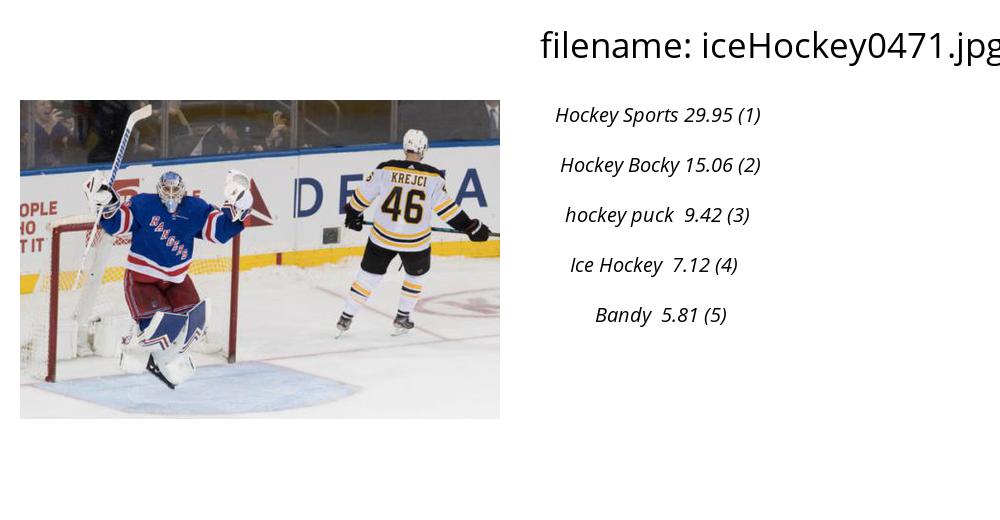 filename: iceHockey0471.jpg
Hockey Sports 29.95 (1)
Hockey Bocky 15.06 (2)
hockey puck 9.42 (3)
Ice Hockey 7.12 (4)
Bandy 5.81 (5)
OPLE
HO
T IT
RANGERS
KREJCI
46
DE
A